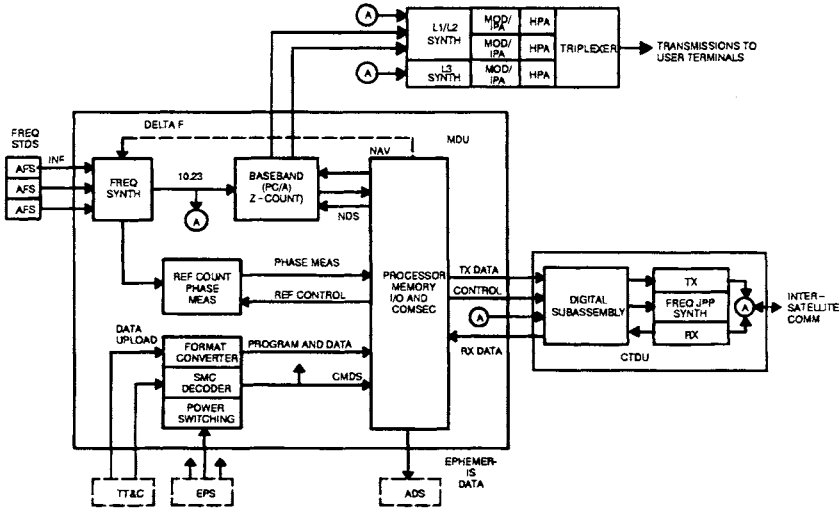 A
L1/L2
SYNTH
MOD/
IPA
HPA
MOD/
IPA
HPA
TRIPLEXER
TRANSMISSIONS TO
USER TERMINALS
A
L3
SYNTH
MOD/
IPA
HPA
FREQ
STDS
DELTA F
MDU
INF
NAV
AFS
AFS
AFS
FREQ
SYNTH
10.23
A
BASEBAND
(PC/A)
Z - COUNT)
NDS
REF COUNT
PHASE
MEAS
PHASE MEAS
REF CONTROL
PROCESSOR
MEMORY
I/O AND
COMSEC
TX DATA
CONTROL
A
RX DATA
DIGITAL
SUBASSEMBLY
TX
FREQ JPP
SYNTH
RX
A
INTER-
SATELLITE
COMM
CTDU
DATA
UPLOAD
FORMAT
CONVERTER
PROGRAM AND DATA
SMC
DECODER
CMDS
POWER
SWITCHING
TT&C
EPS
ADS
EPHEMER-
IS
DATA